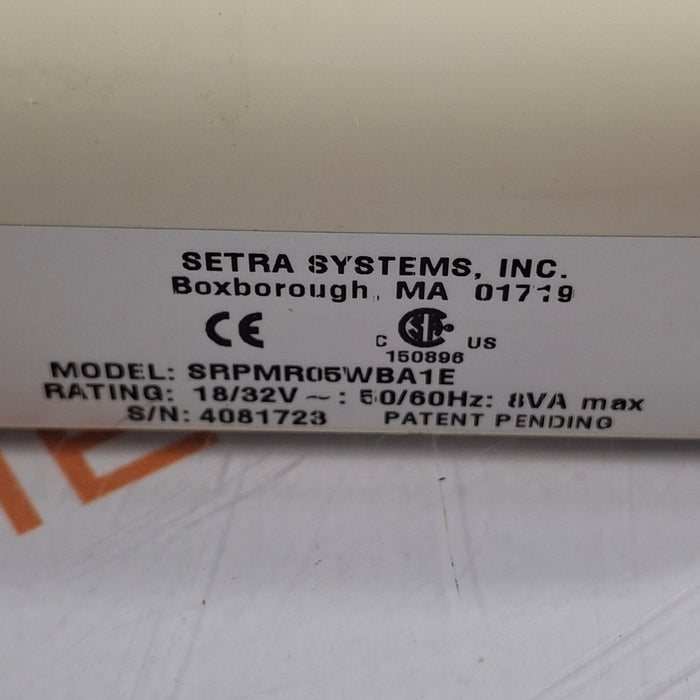 SETRA SYSTEMS, INC.
Boxborough, MA 01719
CE
C SA US
150896
MODEL: SRPMR05WBA1E
RATING: 18/32V ~: 50/60Hz: 8VA max
S/N: 4081723 PATENT PENDING